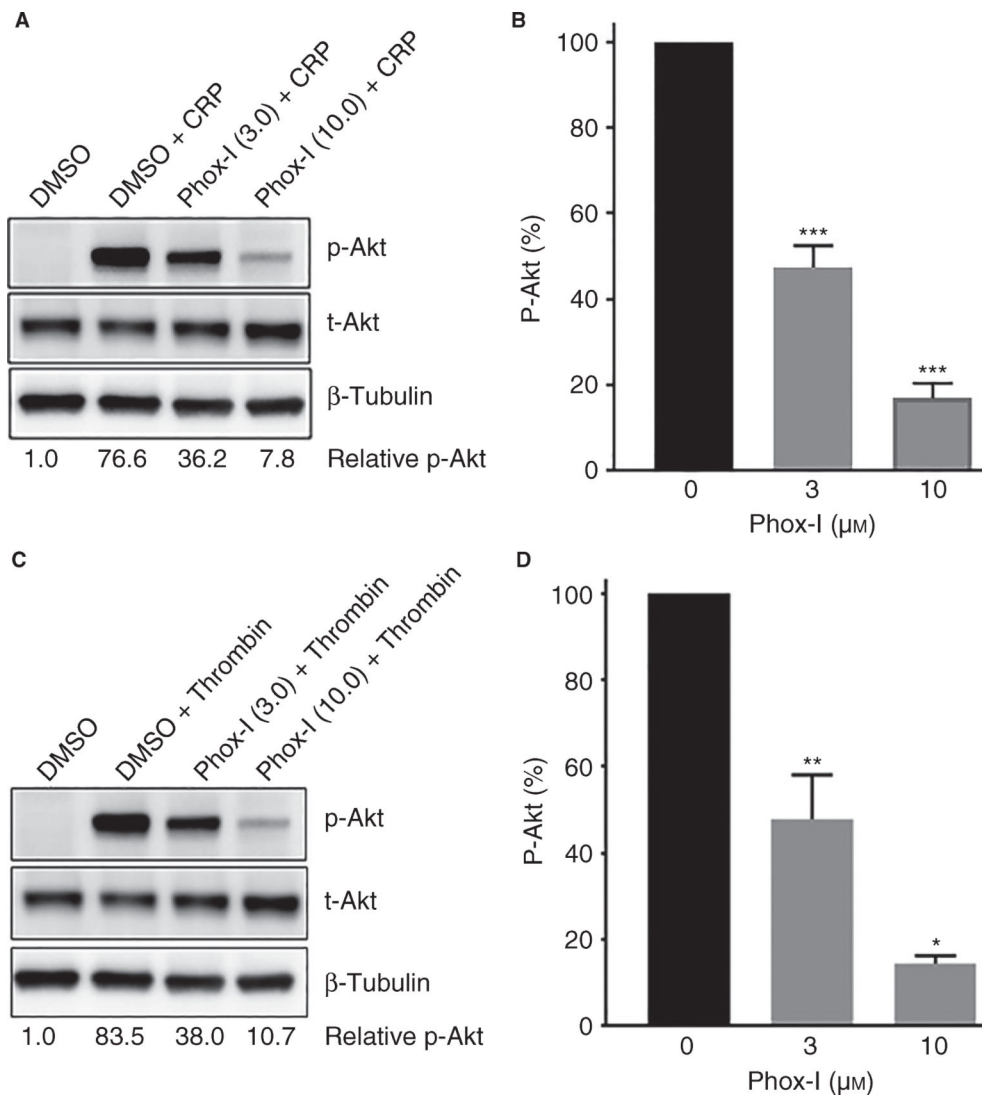 A
DMSO
DMSO + CRP
Phox-I (3.0) + CRP
Phox-I (10.0) + CRP
p-Akt
t-Akt
β-Tubulin
1.0 76.6 36.2 7.8 Relative p-Akt
B
100
80
60
40
20
0
P-Akt (%)
***
***
0 3 10
Phox-I (μM)
C
DMSO
DMSO + Thrombin
Phox-I (3.0) + Thrombin
Phox-I (10.0) + Thrombin
p-Akt
t-Akt
β-Tubulin
1.0 83.5 38.0 10.7 Relative p-Akt
D
100
80
60
40
20
0
P-Akt (%)
**
*
0 3 10
Phox-I (μM)